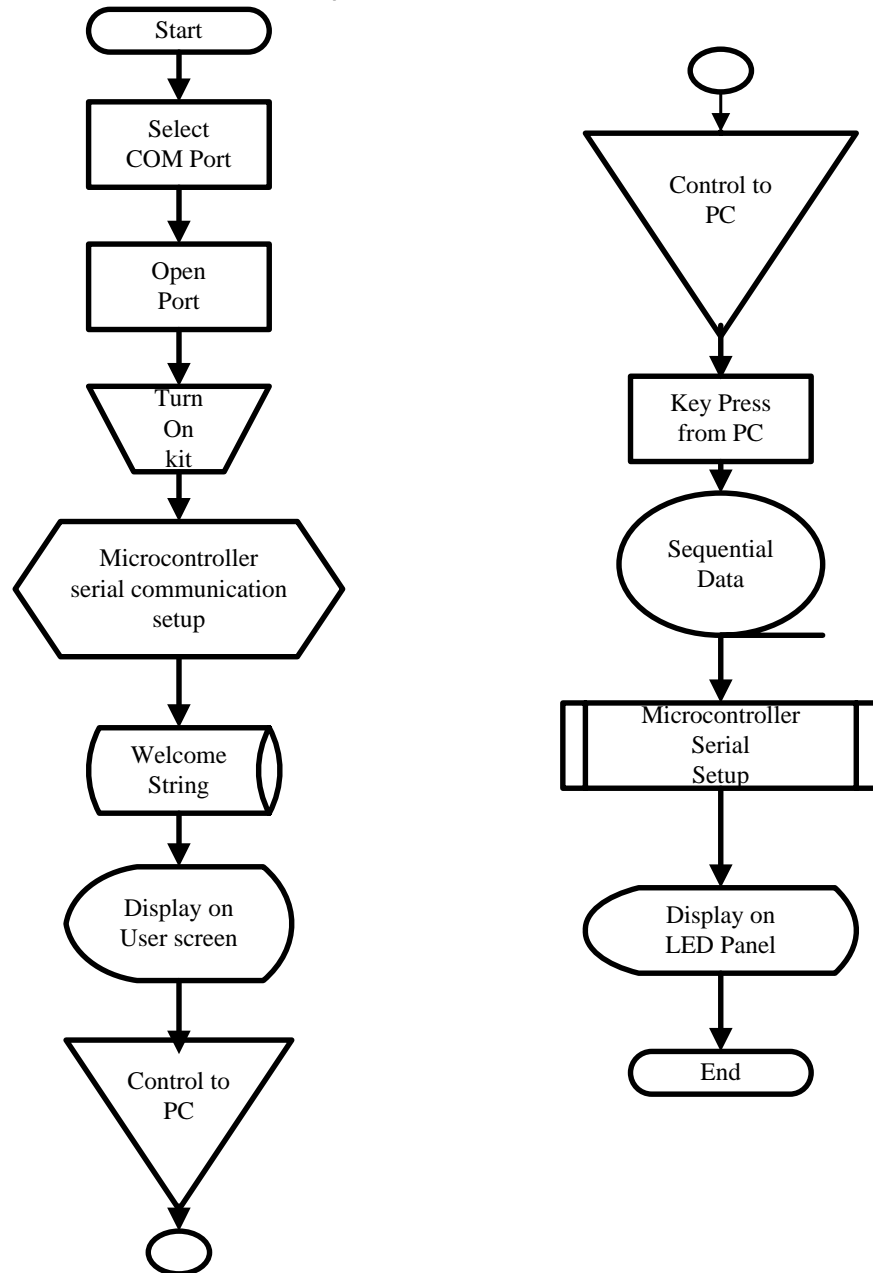 Start
Select
COM Port
Open
Port
Turn
On
kit
Microcontroller
serial communication
setup
Welcome
String
Display on
User screen
Control to
PC
Control to
PC
Key Press
from PC
Sequential
Data
Microcontroller
Serial
Setup
Display on
LED Panel
End